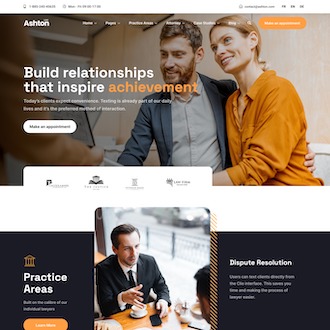 Mon - Fri 09:00-17:00
contact@ashton.com
FR EN DE
Ashton
Home Pages Practice Areas Attorney Case Studies Blog
Make an appointment
Build relationships
that inspire achievement
Today's clients expect convenience. Texting is already part of our daily
lives and it's the preferred method of interaction.
Make an appointment
Practice
Areas
Built on the calibre of our
individual lawyers
Learn More
Dispute Resolution
Users can text clients directly
from the Clio interface. This saves you
time and making the process of
lawyer easier.